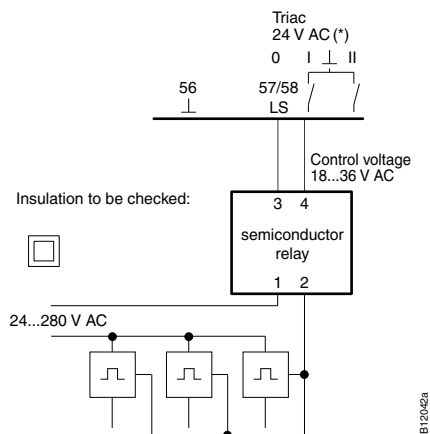 Triac
24 V AC (*)
0 I II
56 57/58
LS
Control voltage
18...36 V AC
Insulation to be checked:
3 4
semiconductor
relay
1 2
24...280 V AC
B12042a